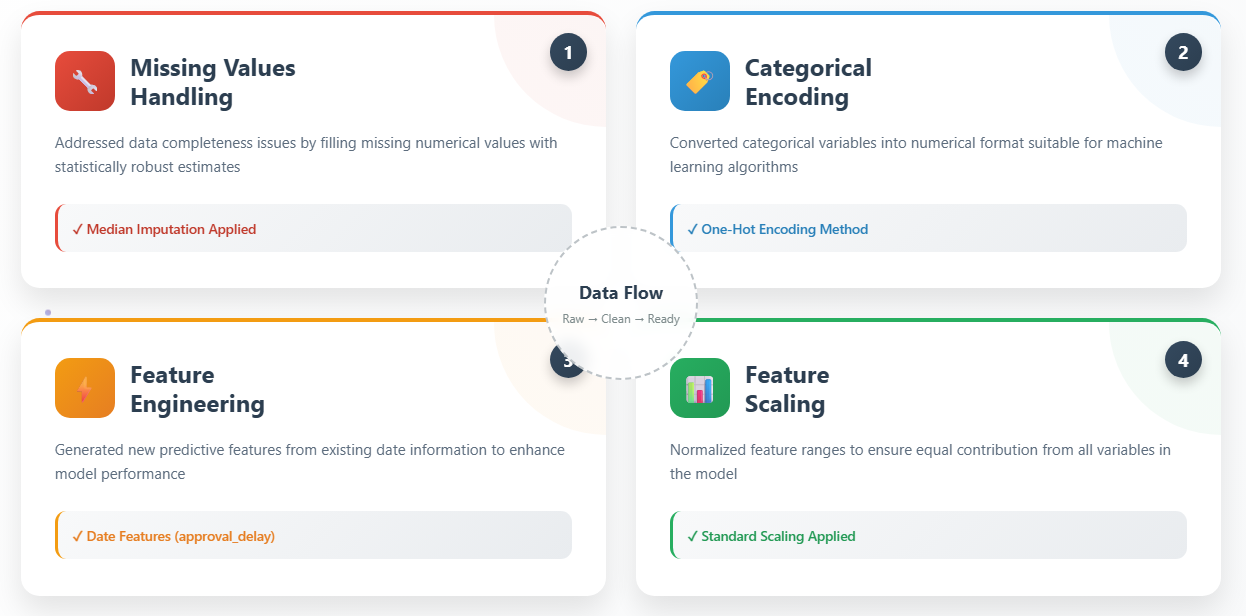 1
Missing Values
Handling
Addressed data completeness issues by filling missing numerical values with
statistically robust estimates
✓ Median Imputation Applied
2
Categorical
Encoding
Converted categorical variables into numerical format suitable for machine
learning algorithms
✓ One-Hot Encoding Method
Data Flow
Raw → Clean → Ready
3
Feature
Engineering
Generated new predictive features from existing date information to enhance
model performance
✓ Date Features (approval_delay)
4
Feature
Scaling
Normalized feature ranges to ensure equal contribution from all variables in
the model
✓ Standard Scaling Applied